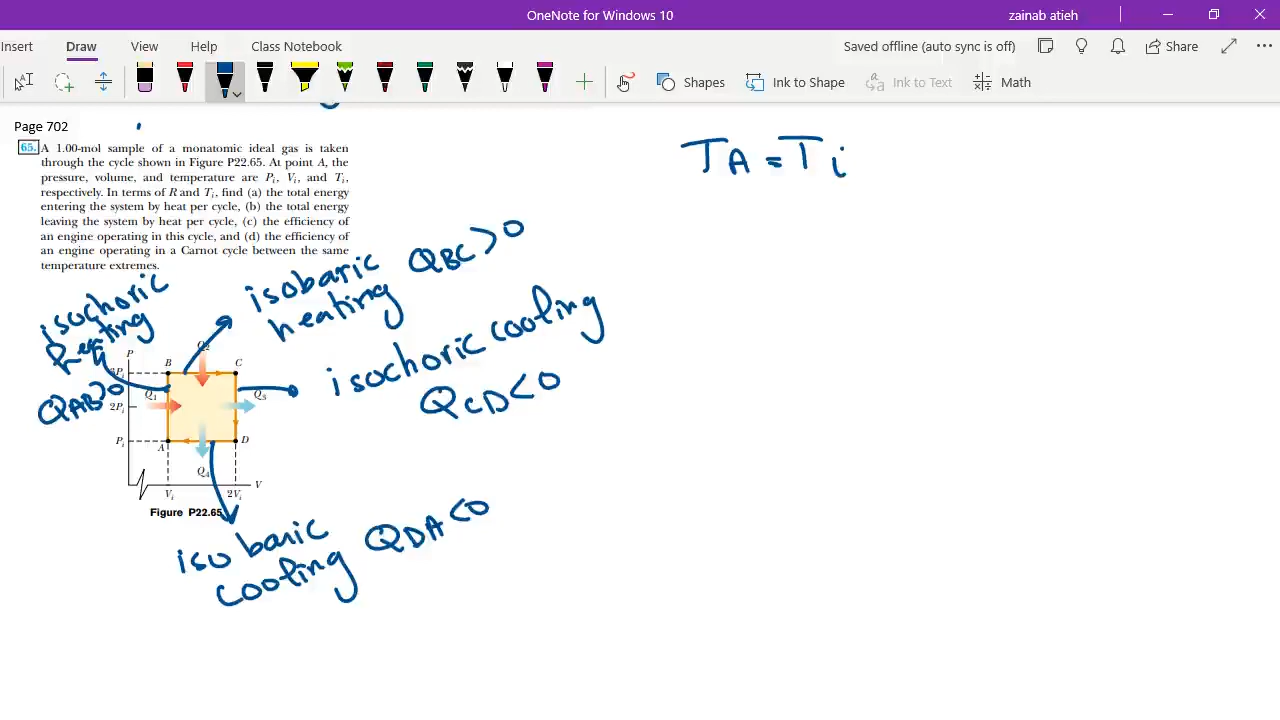 OneNote for Windows 10
zainab atieh
Insert
Draw
View
Help
Class Notebook
Saved offline (auto sync is off)
Share
Shapes
Ink to Shape
Ink to Text
Math
Page 702
65. A 1.00-mol sample of a monatomic ideal gas is taken
through the cycle shown in Figure P22.65. At point A, the
pressure, volume, and temperature are Pi, Vi, and Ti,
respectively. In terms of R and Ti, find (a) the total energy
entering the system by heat per cycle, (b) the total energy
leaving the system by heat per cycle, (c) the efficiency of
an engine operating in this cycle, and (d) the efficiency of
an engine operating in a Carnot cycle between the same
temperature extremes.
TA = Ti
isobaric QBC>0
heating
isochoric
heating
QAB>0
isochoric cooling
QCD<0
P
B
Q2
C
3Pi
Q1
Q3
2Pi
Pi
A
D
Q4
Vi
2Vi
V
Figure P22.65
isobaric
cooling
QDA<0